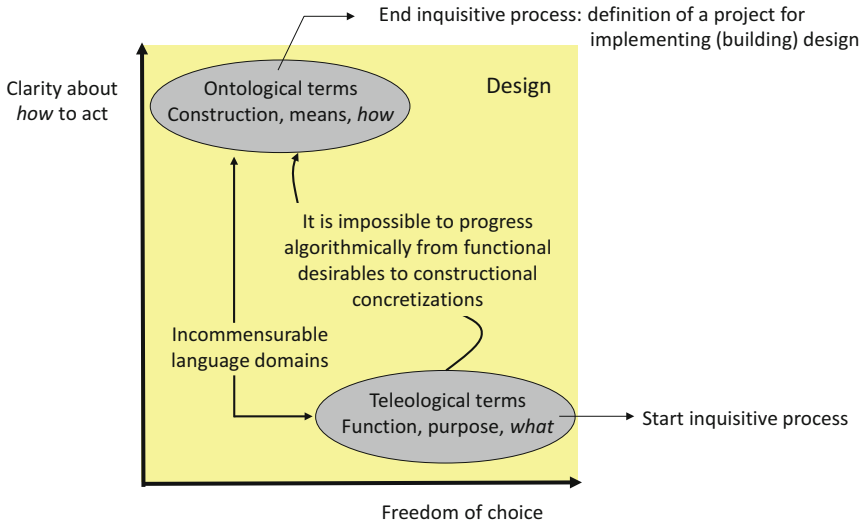 End inquisitive process: definition of a project for
implementing (building) design
Clarity about
how to act
Ontological terms
Construction, means, how
Design
It is impossible to progress
algorithmically from functional
desirables to constructional
concretizations
Incommensurable
language domains
Teleological terms
Function, purpose, what
Start inquisitive process
Freedom of choice